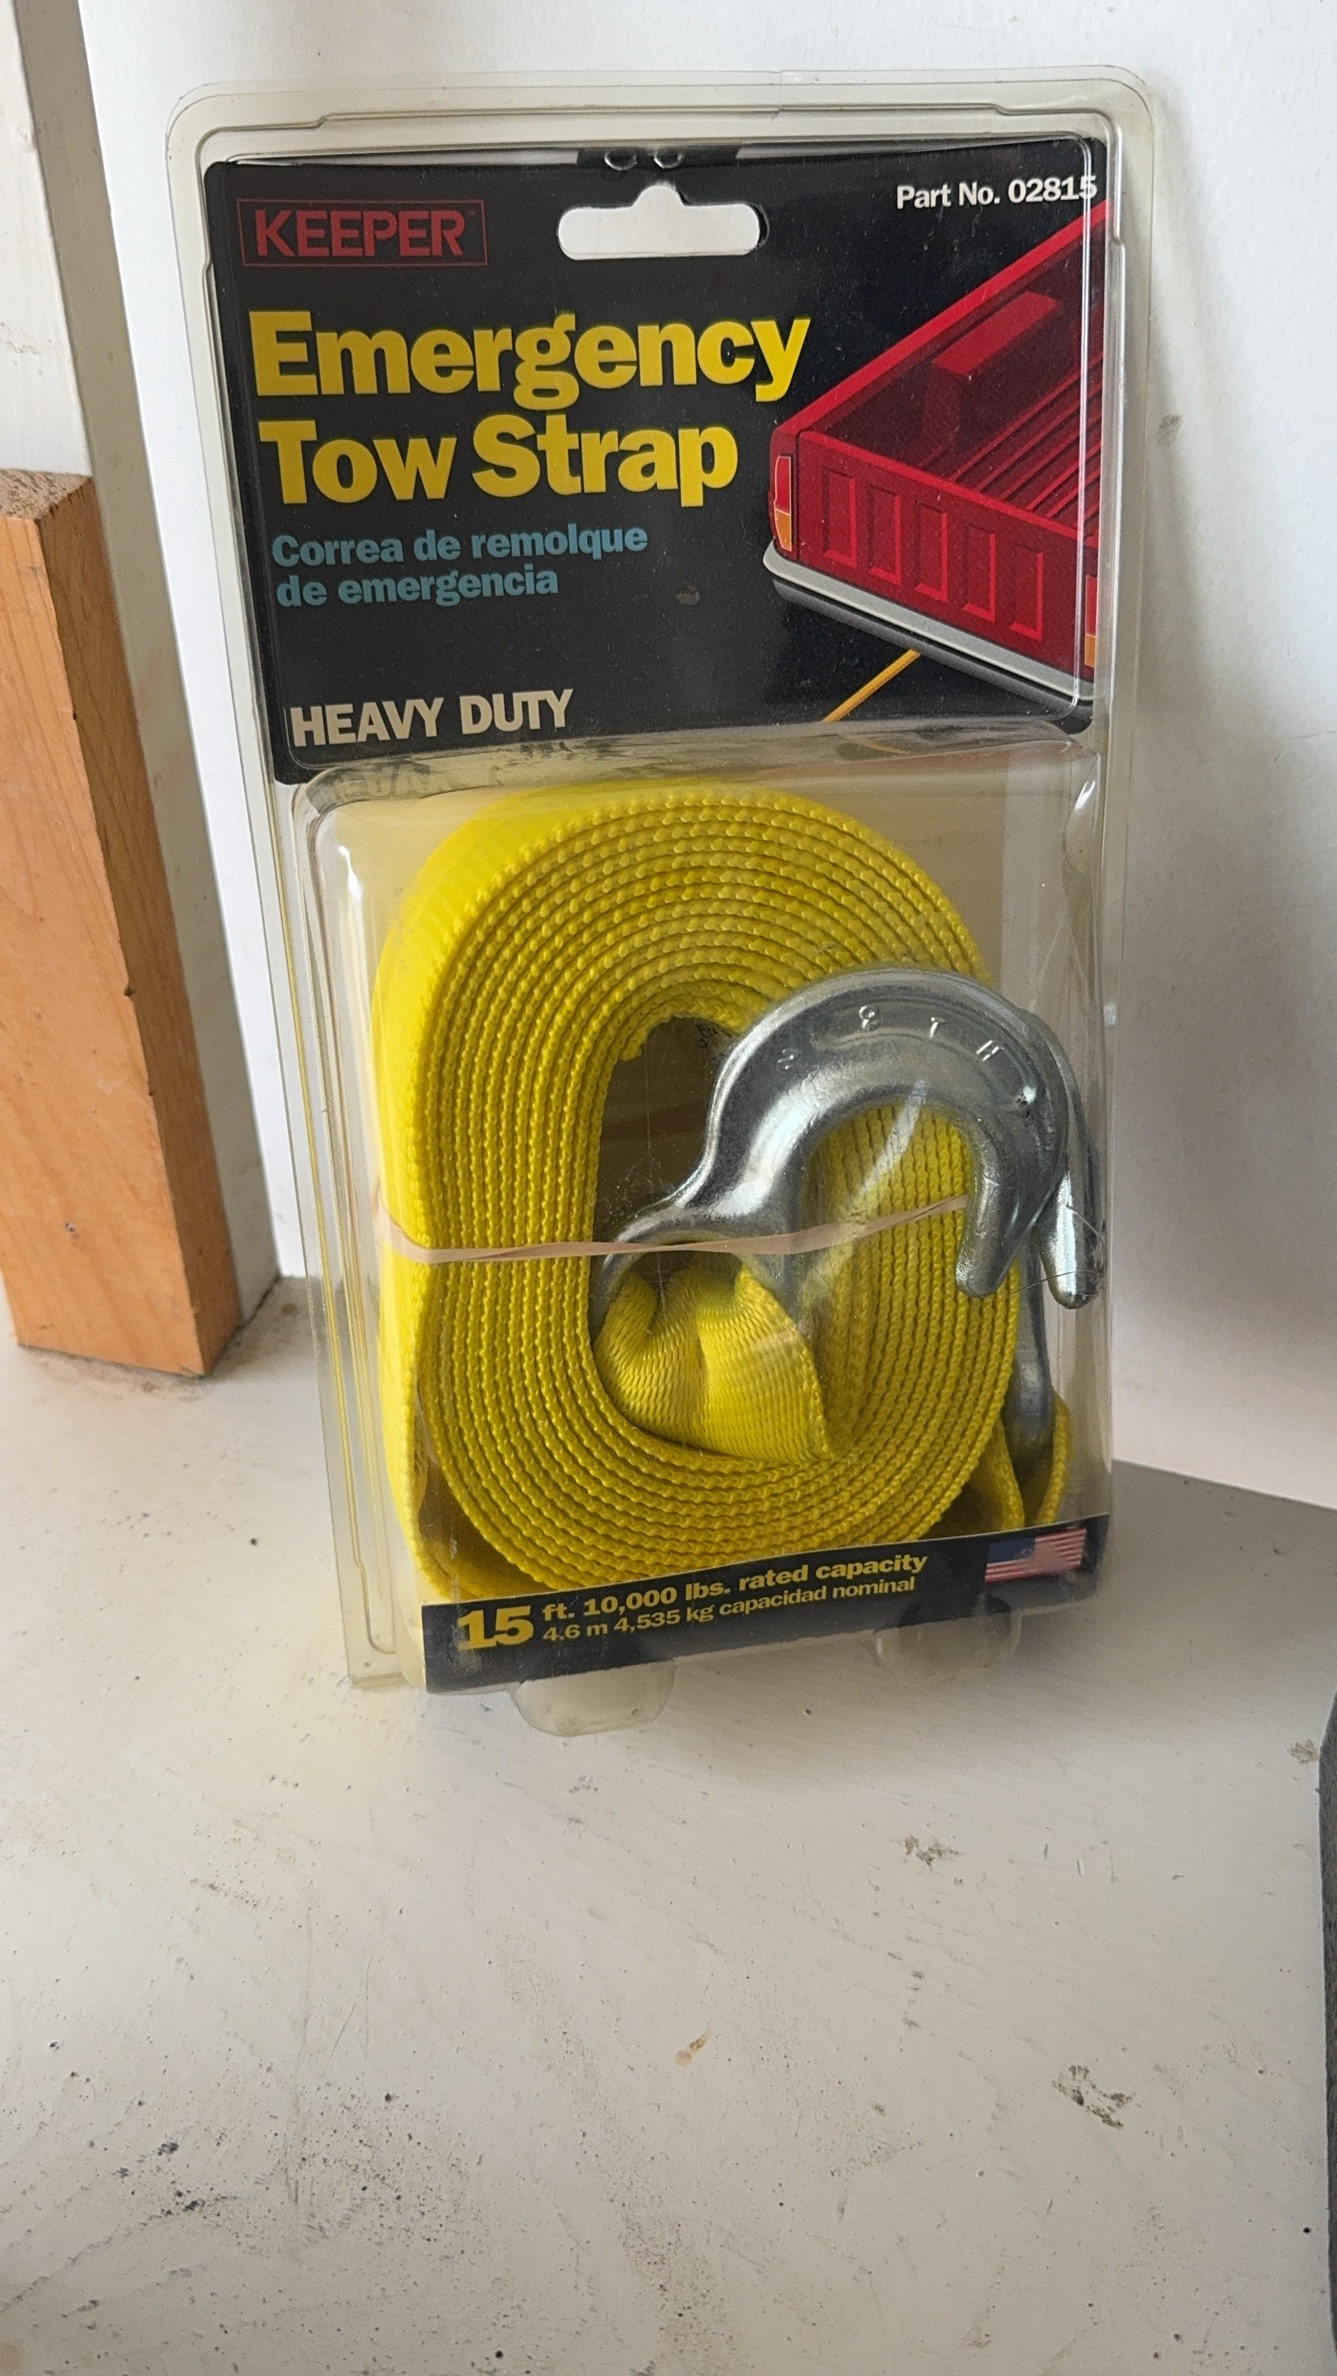 KEEPER
Part No. 02815
Emergency
Tow Strap
Correa de remolque
de emergencia
HEAVY DUTY
15 ft. 10,000 lbs. rated capacity
4.6 m 4,535 kg capacidad nominal